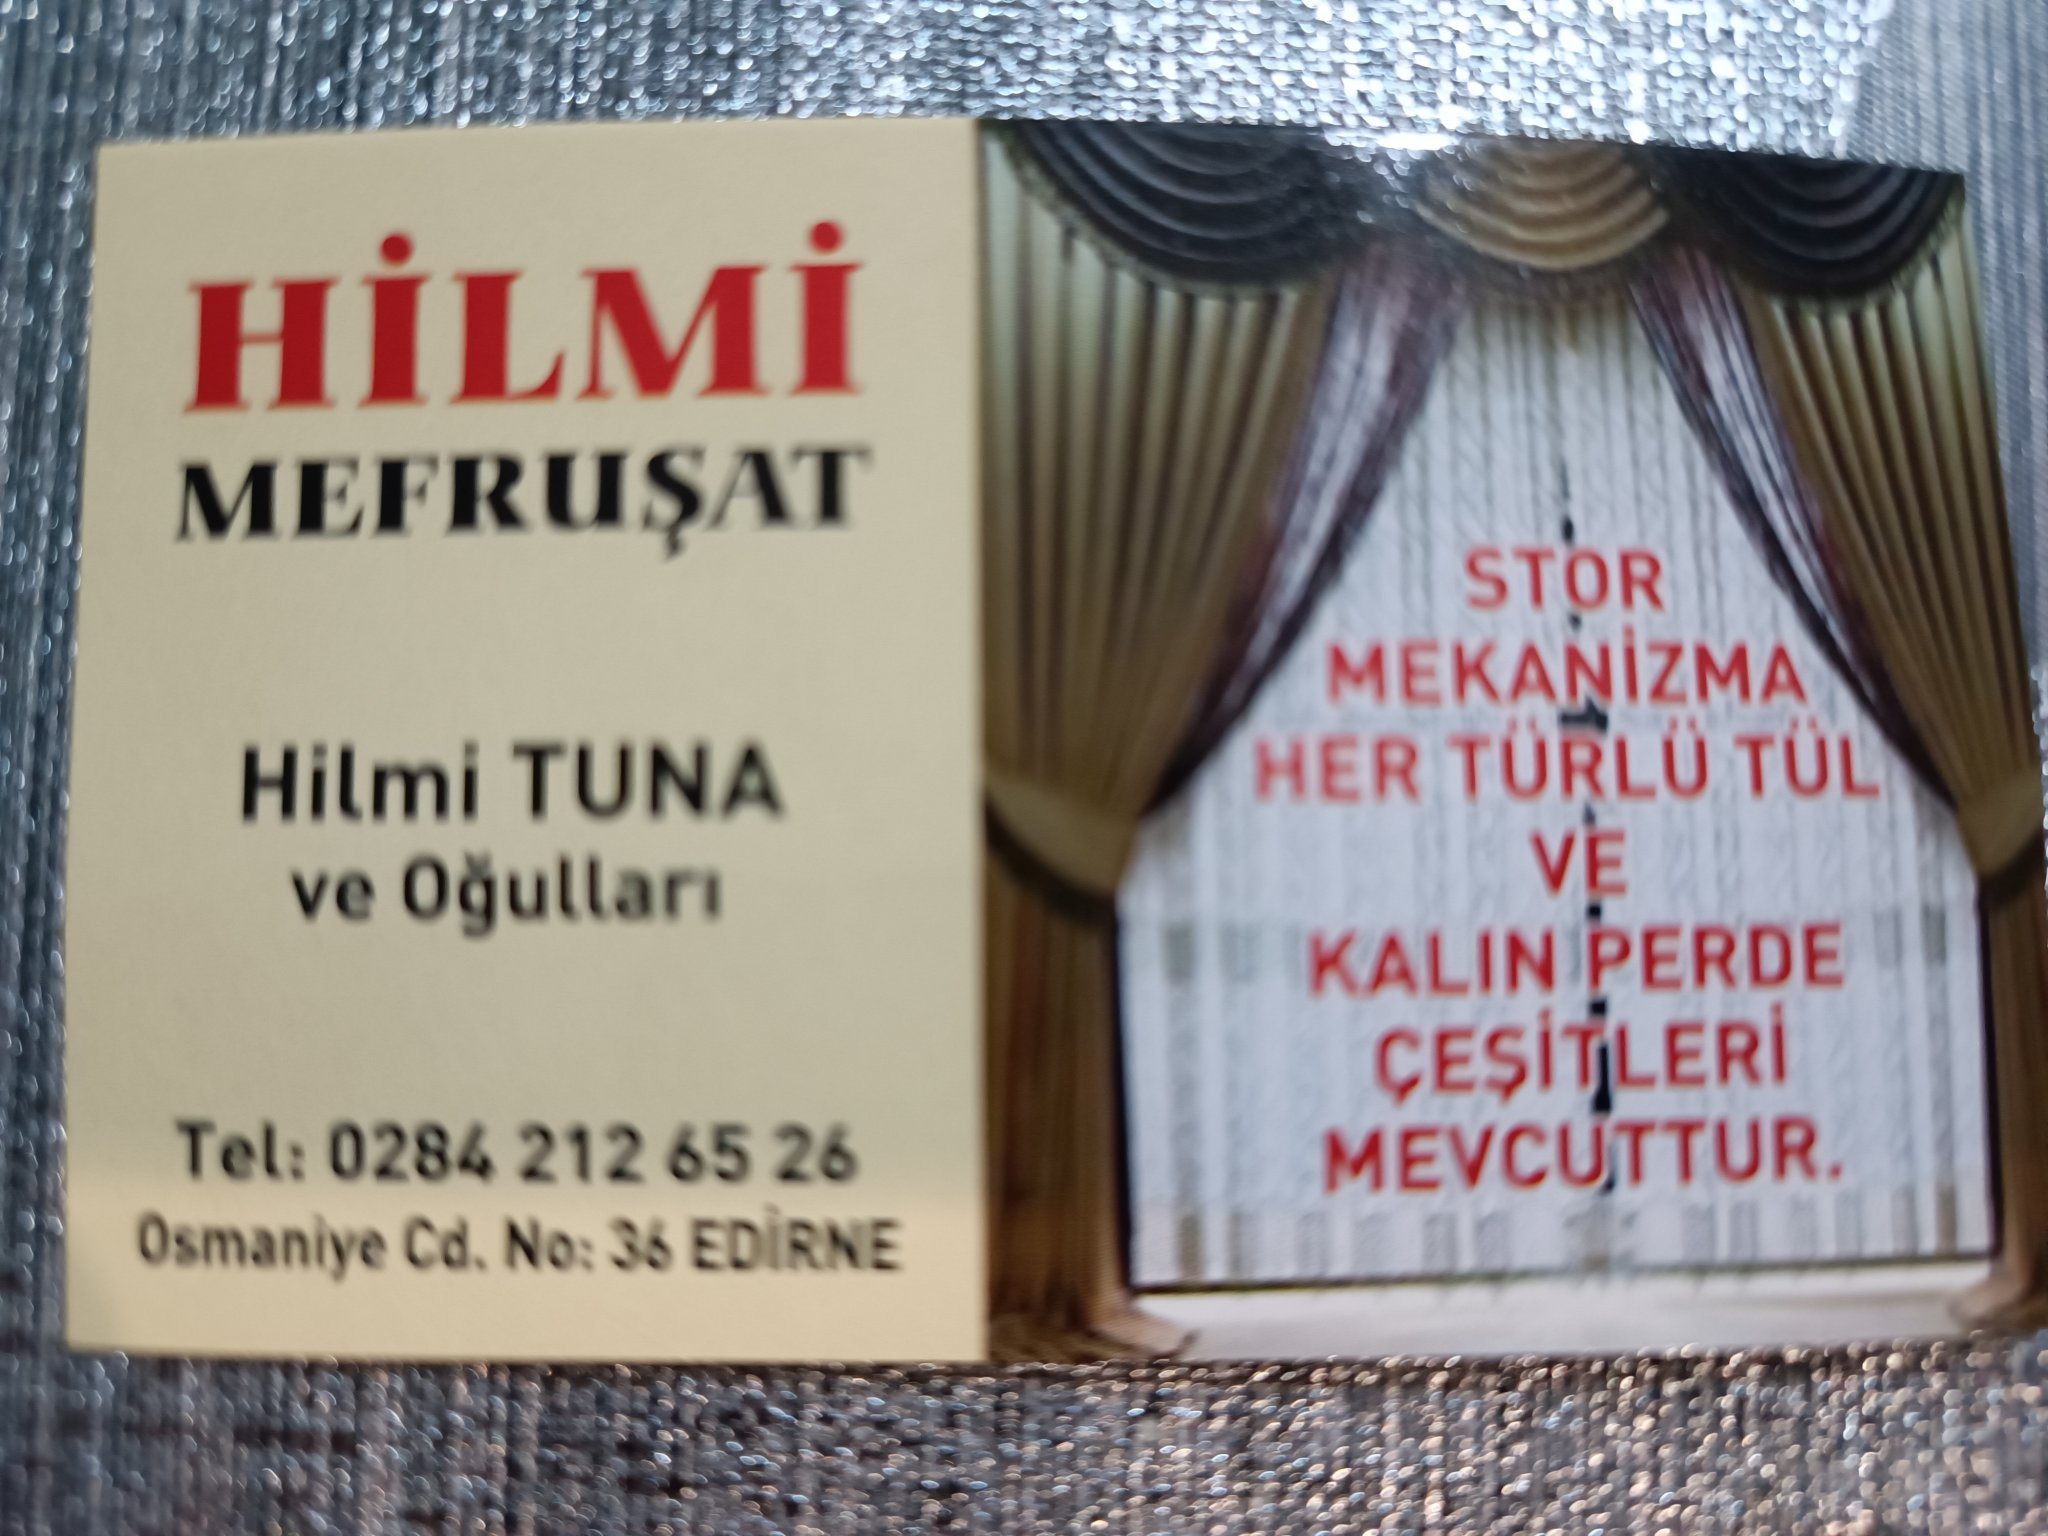 HİLMİ
MEFRUŞAT
Hilmi TUNA
ve Oğulları
Tel: 0284 212 65 26
Osmaniye Cd. No: 36 EDİRNE
STOR
MEKANİZMA
HER TÜRLÜ TÜL
VE
KALIN PERDE
ÇEŞİTLERİ
MEVCUTTUR.